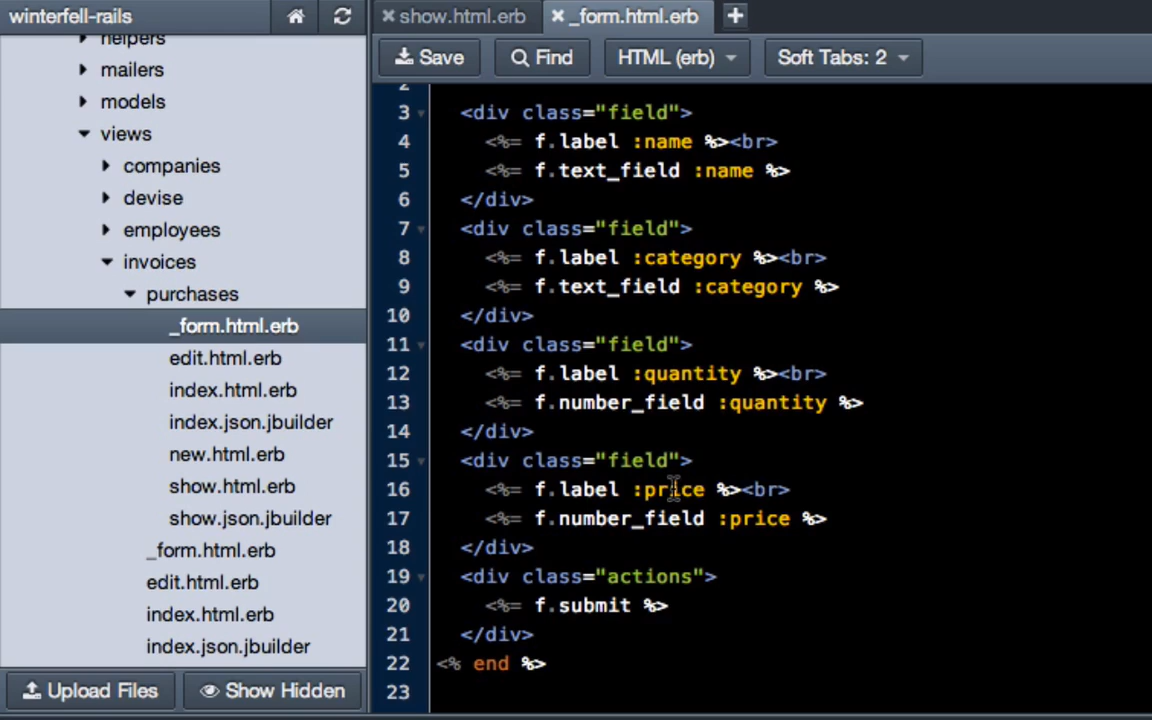 winterfell-rails
show.html.erb
_form.html.erb
Save
Find
HTML (erb)
Soft Tabs: 2
helpers
mailers
models
views
companies
devise
employees
invoices
purchases
_form.html.erb
edit.html.erb
index.html.erb
index.json.jbuilder
new.html.erb
show.html.erb
show.json.jbuilder
_form.html.erb
edit.html.erb
index.html.erb
index.json.jbuilder
Upload Files
Show Hidden
2
3 <div class="field">
4 <%= f.label :name %><br>
5 <%= f.text_field :name %>
6 </div>
7 <div class="field">
8 <%= f.label :category %><br>
9 <%= f.text_field :category %>
10 </div>
11 <div class="field">
12 <%= f.label :quantity %><br>
13 <%= f.number_field :quantity %>
14 </div>
15 <div class="field">
16 <%= f.label :price %><br>
17 <%= f.number_field :price %>
18 </div>
19 <div class="actions">
20 <%= f.submit %>
21 </div>
22 <% end %>
23